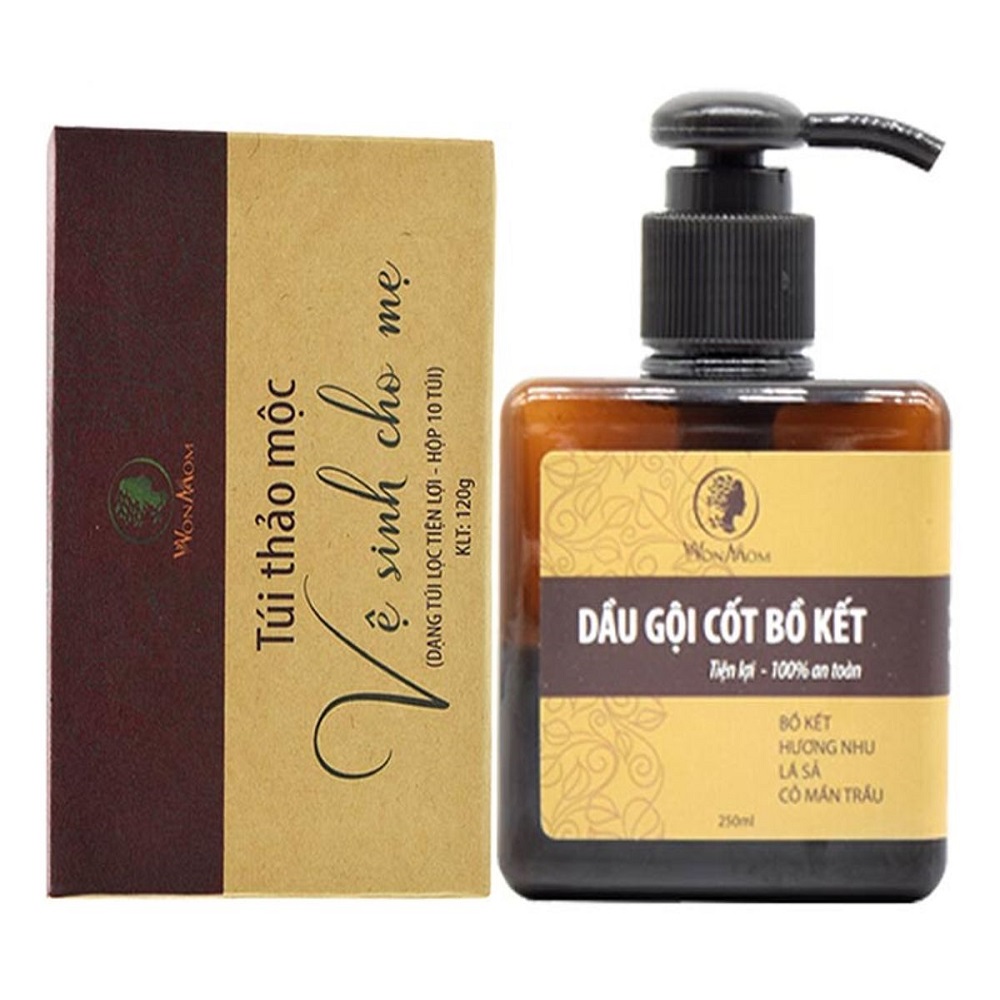 WONMOM
Túi thảo mộc
Vệ sinh cho mẹ
(DẠNG TÚI LỌC TIỆN LỢI - HỘP 10 TÚI)
KLT: 120g
WONMOM
DẦU GỘI CỐT BỒ KẾT
Tiện lợi - 100% an toàn
BỒ KẾT
HƯƠNG NHU
LÁ SẢ
CỎ MẦN TRẦU
250ml